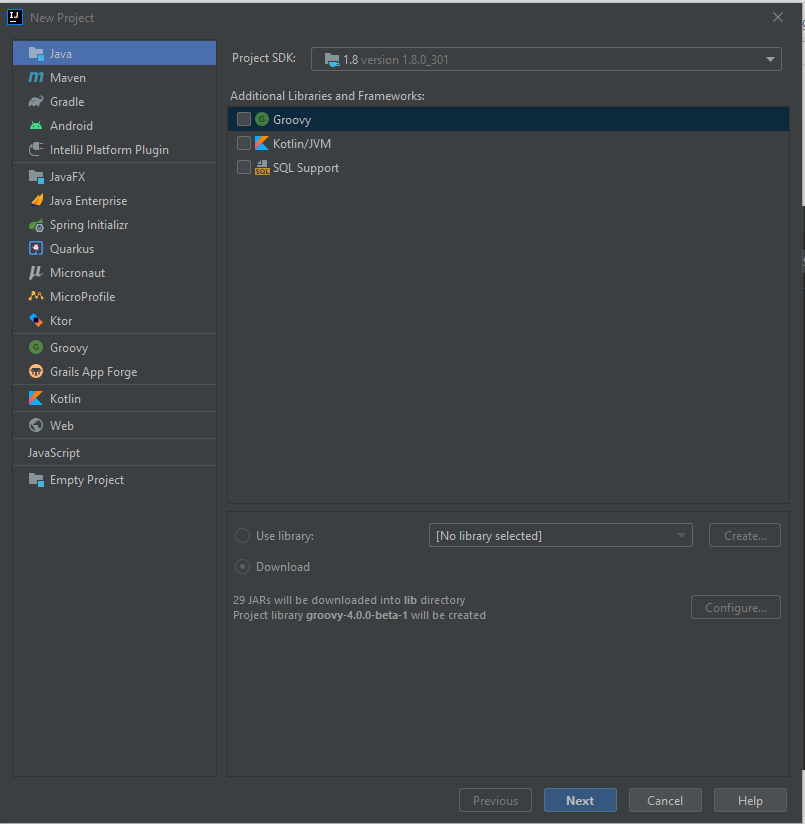 New Project
Java
Maven
Gradle
Android
IntelliJ Platform Plugin
JavaFX
Java Enterprise
Spring Initializr
Quarkus
Micronaut
MicroProfile
Ktor
Groovy
Grails App Forge
Kotlin
Web
JavaScript
Empty Project
Project SDK: 1.8 version 1.8.0_301
Additional Libraries and Frameworks:
Groovy
Kotlin/JVM
SQL Support
Use library: [No library selected] Create...
Download
29 JARs will be downloaded into lib directory
Project library groovy-4.0.0-beta-1 will be created
Configure...
Previous Next Cancel Help